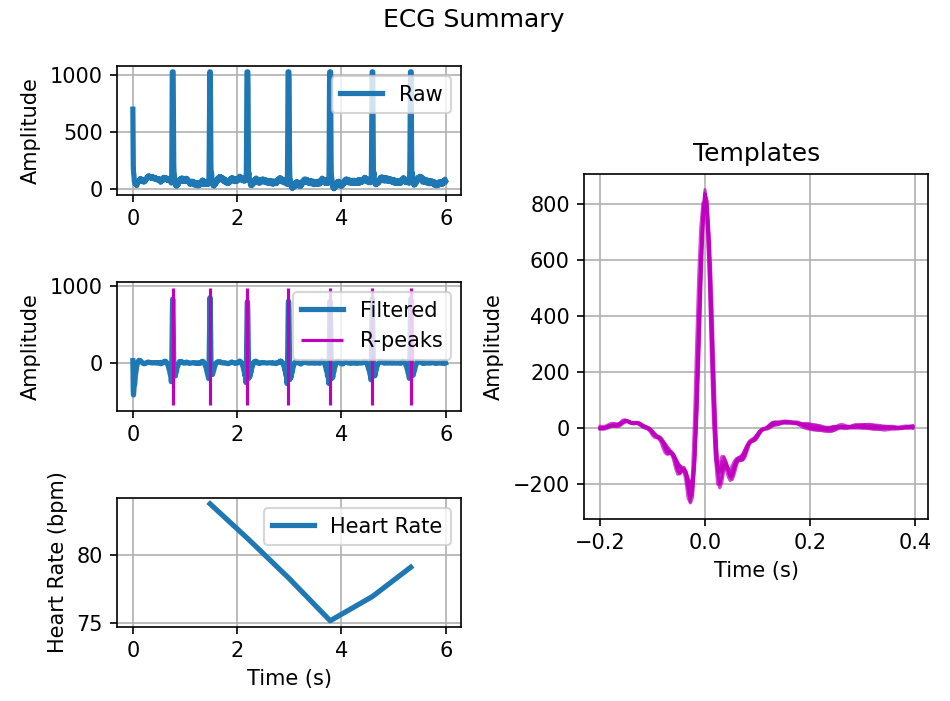 ECG Summary
Amplitude
1000
500
0
Raw
0 2 4 6
Amplitude
1000
0
Filtered
R-peaks
0 2 4 6
Heart Rate (bpm)
80
75
Heart Rate
0 2 4 6
Time (s)
Templates
Amplitude
800
600
400
200
0
−200
−0.2 0.0 0.2 0.4
Time (s)